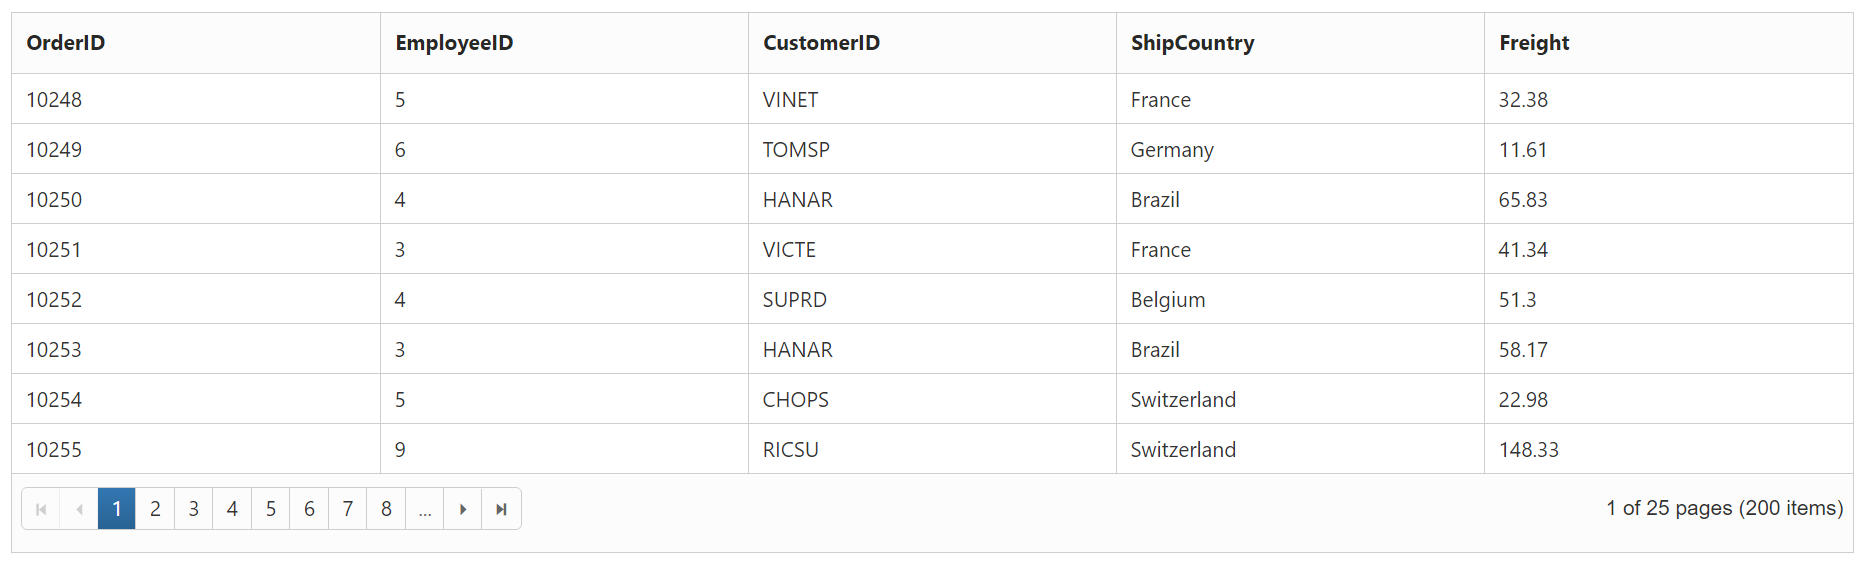 OrderID EmployeeID CustomerID ShipCountry Freight
10248 5 VINET France 32.38
10249 6 TOMSP Germany 11.61
10250 4 HANAR Brazil 65.83
10251 3 VICTE France 41.34
10252 4 SUPRD Belgium 51.3
10253 3 HANAR Brazil 58.17
10254 5 CHOPS Switzerland 22.98
10255 9 RICSU Switzerland 148.33
1 2 3 4 5 6 7 8 ... 1 of 25 pages (200 items)